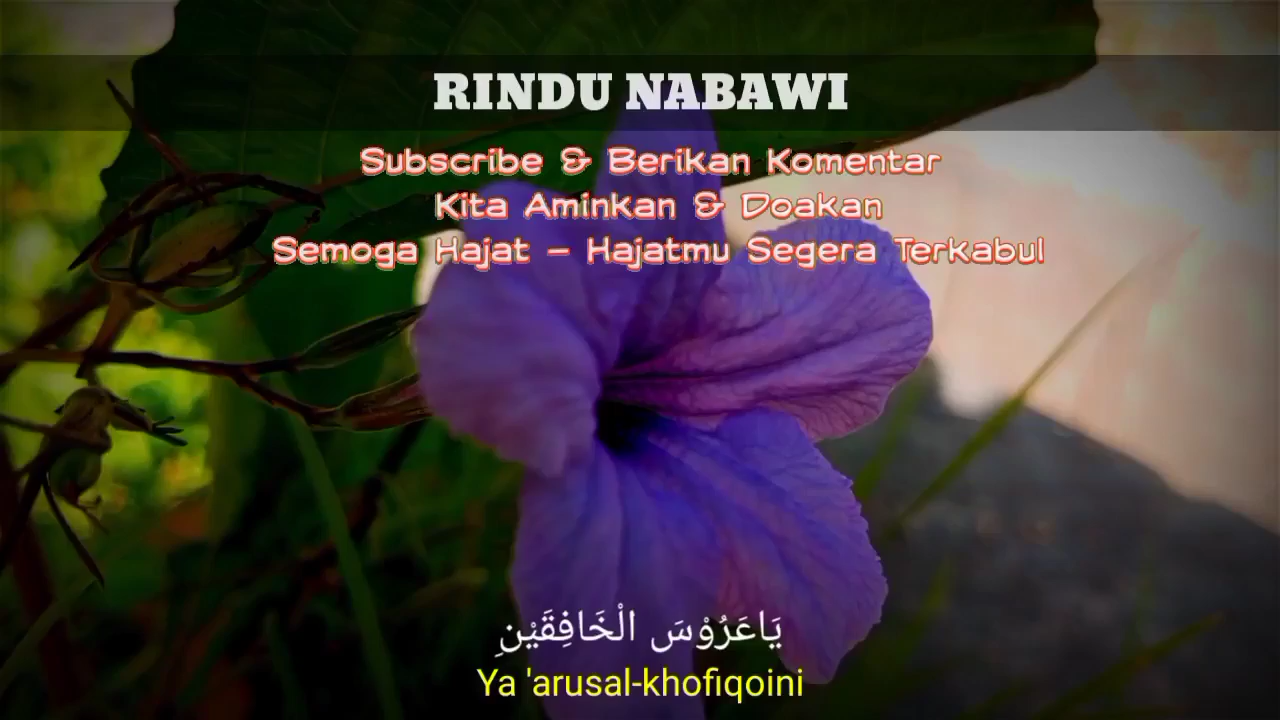 RINDU NABAWI
Subscribe & Berikan Komentar
Kita Aminkan & Doakan
Semoga Hajat - Hajatmu Segera Terkabul
يَاعَرُوْسَ الْخَافِقَيْنِ
Ya 'arusal-khofiqoini